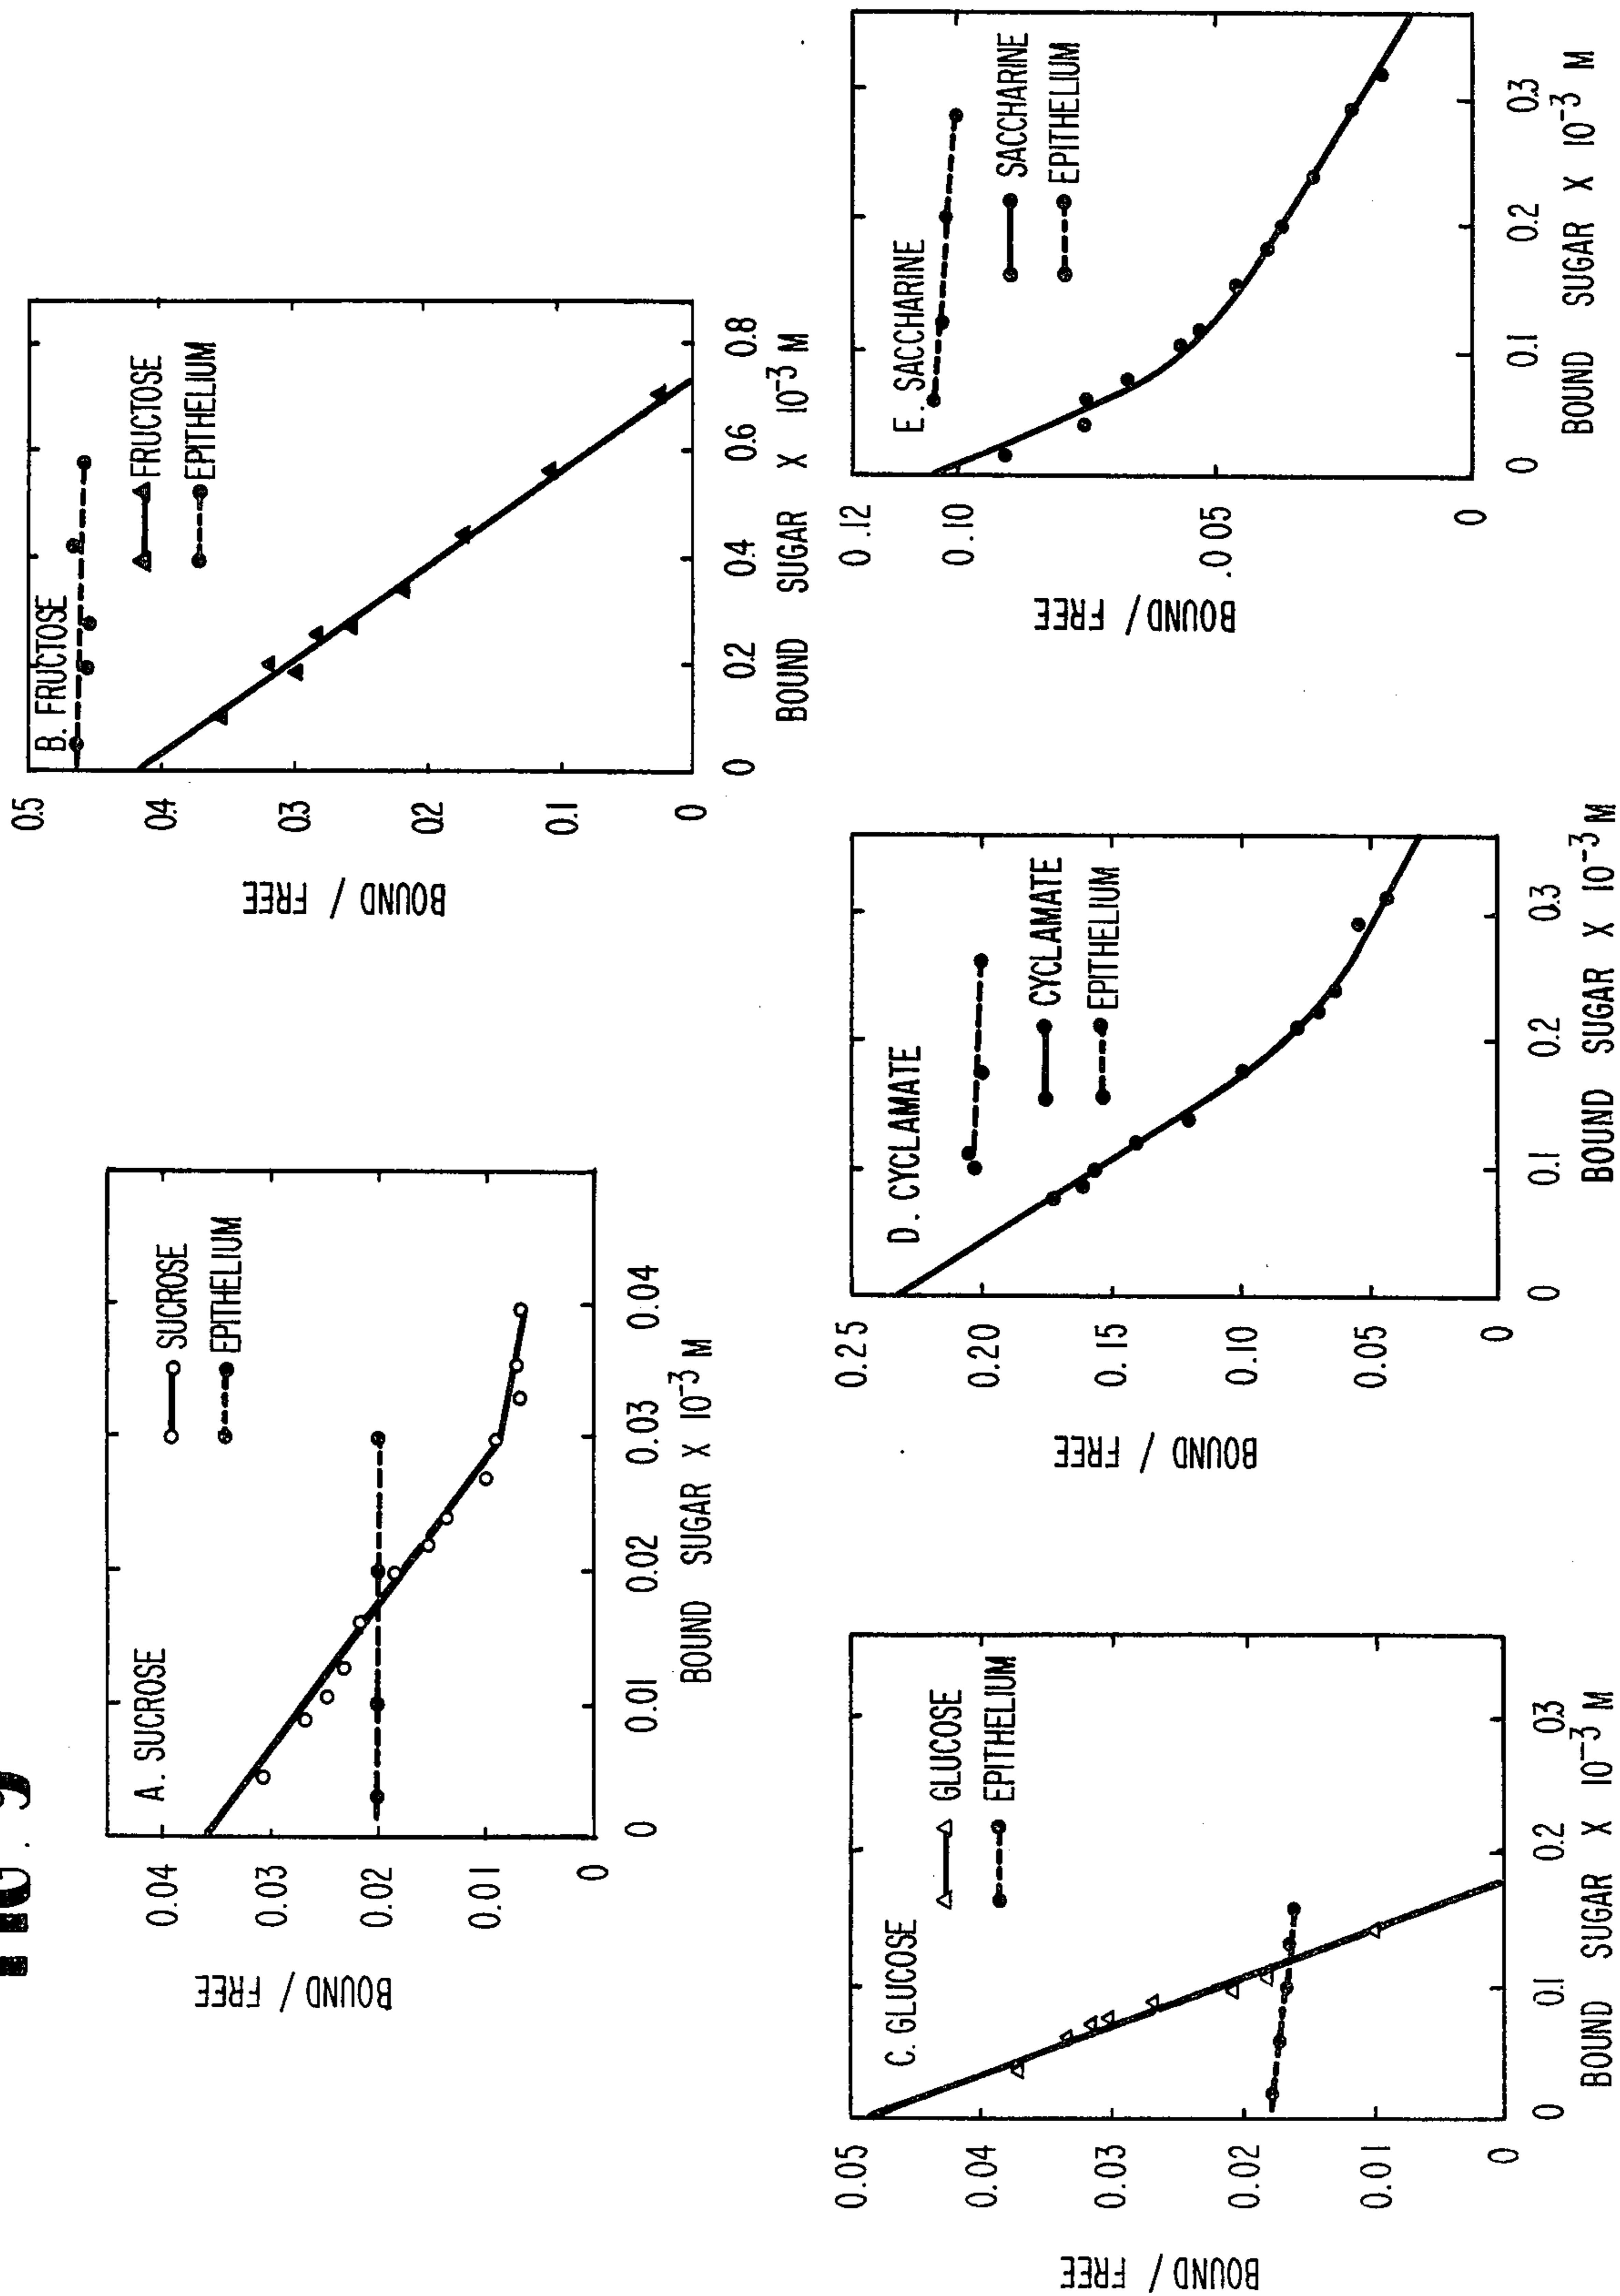 FIG. 9
A. SUCROSE
SUCROSE
EPITHELIUM
BOUND / FREE
0.04
0.03
0.02
0.01
0
0 0.01 0.02 0.03 0.04
BOUND SUGAR X 10-3 M
B. FRUCTOSE
FRUCTOSE
EPITHELIUM
BOUND / FREE
0.5
0.4
0.3
0.2
0.1
0
0 0.2 0.4 0.6 0.8
BOUND SUGAR X 10-3 M
C. GLUCOSE
GLUCOSE
EPITHELIUM
BOUND / FREE
0.05
0.04
0.03
0.02
0.01
0
0 0.1 0.2 0.3
BOUND SUGAR X 10-3 M
D. CYCLAMATE
CYCLAMATE
EPITHELIUM
BOUND / FREE
0.25
0.20
0.15
0.10
0.05
0
0 0.1 0.2 0.3
BOUND SUGAR X 10-3 M
E. SACCHARINE
SACCHARINE
EPITHELIUM
BOUND / FREE
0.12
0.10
.005
0
0 0.1 0.2 0.3
BOUND SUGAR X 10-3 M